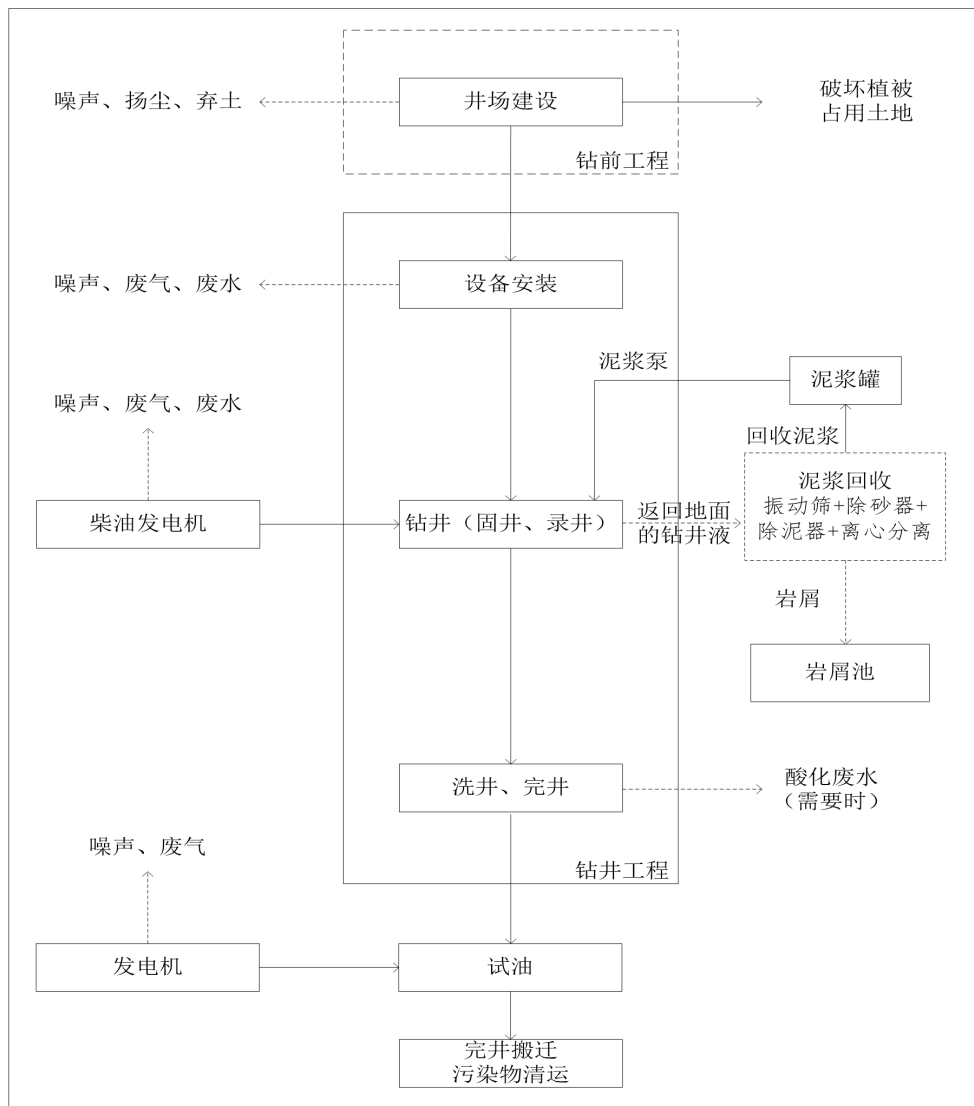 噪声、扬尘、弃土
井场建设
破坏植被
占用土地
钻前工程
噪声、废气、废水
设备安装
泥浆泵
泥浆罐
噪声、废气、废水
回收泥浆
泥浆回收
振动筛+除砂器+
除泥器+离心分离
柴油发电机
钻井（固井、录井）
返回地面
的钻井液
岩屑
岩屑池
洗井、完井
酸化废水
（需要时）
噪声、废气
钻井工程
发电机
试油
完井搬迁
污染物清运